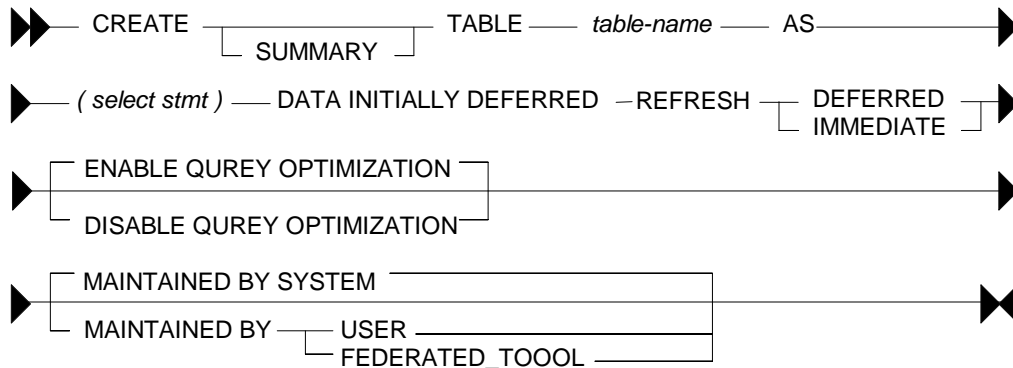 CREATE TABLE table-name AS
SUMMARY
( select stmt ) DATA INITIALLY DEFERRED REFRESH DEFERRED
IMMEDIATE
ENABLE QUREY OPTIMIZATION
DISABLE QUREY OPTIMIZATION
MAINTAINED BY SYSTEM
MAINTAINED BY USER
FEDERATED_TOOOL